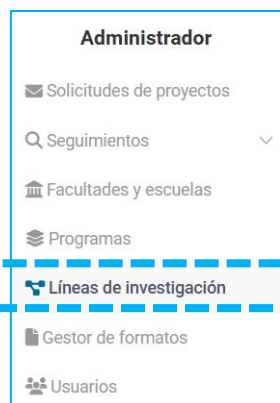 Administrador
Solicitudes de proyectos
Seguimientos
Facultades y escuelas
Programas
Líneas de investigación
Gestor de formatos
Usuarios